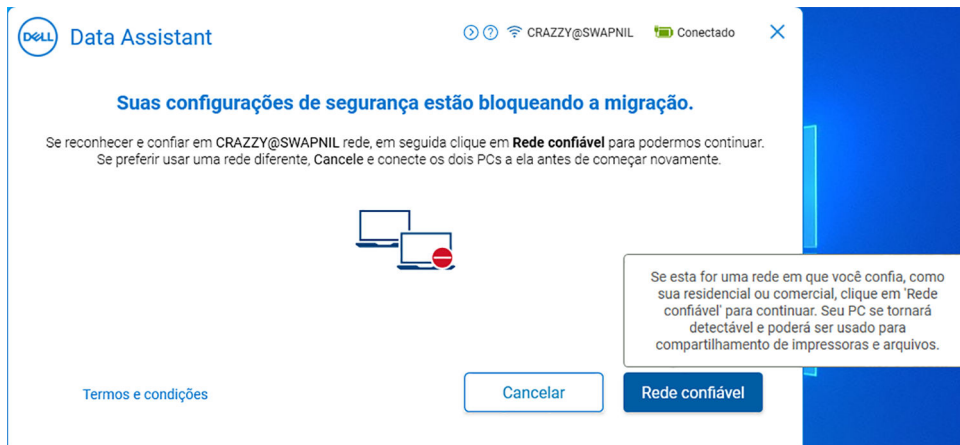 DELL
Data Assistant
CRAZZY@SWAPNIL
Conectado
Suas configurações de segurança estão bloqueando a migração.
Se reconhecer e confiar em CRAZZY@SWAPNIL rede, em seguida clique em Rede confiável para podermos continuar.
Se preferir usar uma rede diferente, Cancele e conecte os dois PCs a ela antes de começar novamente.
Se esta for uma rede em que você confia, como
sua residencial ou comercial, clique em 'Rede
confiável' para continuar. Seu PC se tornará
detectável e poderá ser usado para
compartilhamento de impressoras e arquivos.
Termos e condições
Cancelar
Rede confiável